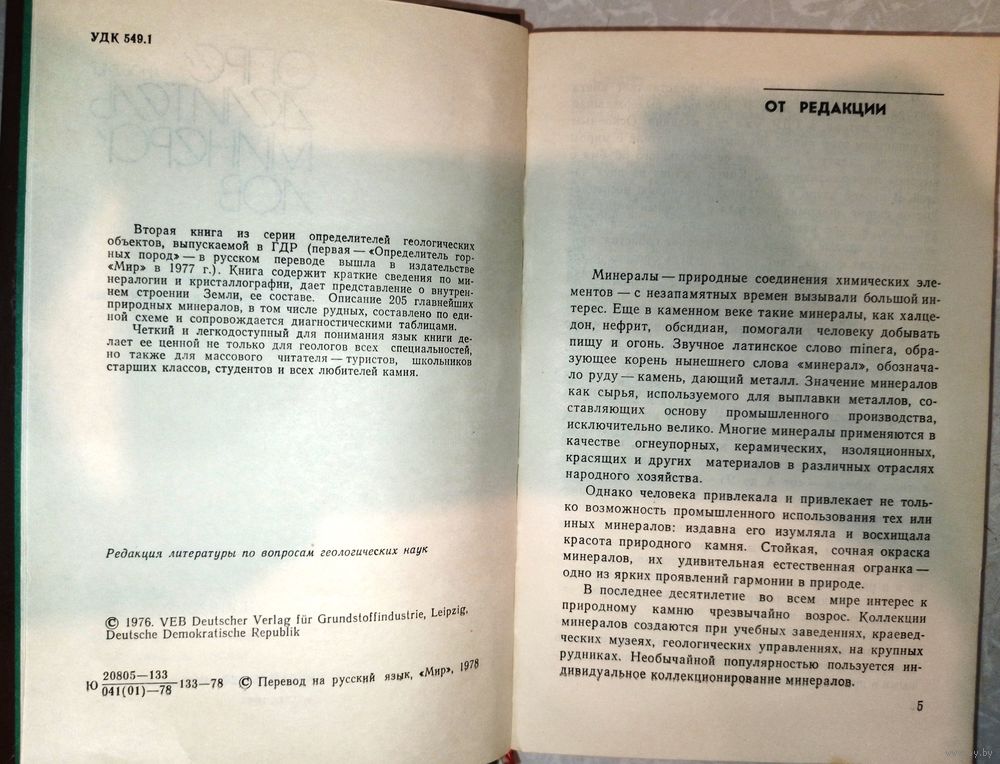 УДК 549.1
Вторая книга из серии определителей геологических
объектов, выпускаемой в ГДР (первая — «Определитель гор-
ных пород» — в русском переводе вышла в издательстве
«Мир» в 1977 г.). Книга содержит краткие сведения по ми-
нералогии и кристаллографии, дает представление о внутрен-
нем строении Земли, ее составе. Описание 205 главнейших
природных минералов, в том числе рудных, составлено по еди-
ной схеме и сопровождается диагностическими таблицами.
Четкий и легкодоступный для понимания язык книги де-
лает ее ценной не только для геологов всех специальностей,
но также для массового читателя — туристов, школьников
старших классов, студентов и всех любителей камня.
Редакция литературы по вопросам геологических наук
© 1976. VEB Deutscher Verlag für Grundstoffindustrie, Leipzig,
Deutsche Demokratische Republik
20805—133
Ю 041(01)—78 133—78 © Перевод на русский язык, «Мир», 1978
ОТ РЕДАКЦИИ
Минералы — природные соединения химических эле-
ментов — с незапамятных времен вызывали большой ин-
терес. Еще в каменном веке такие минералы, как халце-
дон, нефрит, обсидиан, помогали человеку добывать
пищу и огонь. Звучное латинское слово minera, обра-
зующее корень нынешнего слова «минерал», обознача-
ло руду — камень, дающий металл. Значение минералов
как сырья, используемого для выплавки металлов, со-
ставляющих основу промышленного производства,
исключительно велико. Многие минералы применяются в
качестве огнеупорных, керамических, изоляционных,
красящих и других материалов в различных отраслях
народного хозяйства.
Однако человека привлекала и привлекает не толь-
ко возможность промышленного использования тех или
иных минералов: издавна его изумляла и восхищала
красота природного камня. Стойкая, сочная окраска
минералов, их удивительная естественная огранка —
одно из ярких проявлений гармонии в природе.
В последнее десятилетие во всем мире интерес к
природному камню чрезвычайно возрос. Коллекции
минералов создаются при учебных заведениях, краевед-
ческих музеях, геологических управлениях, на крупных
рудниках. Необычайной популярностью пользуется ин-
дивидуальное коллекционирование минералов.
5